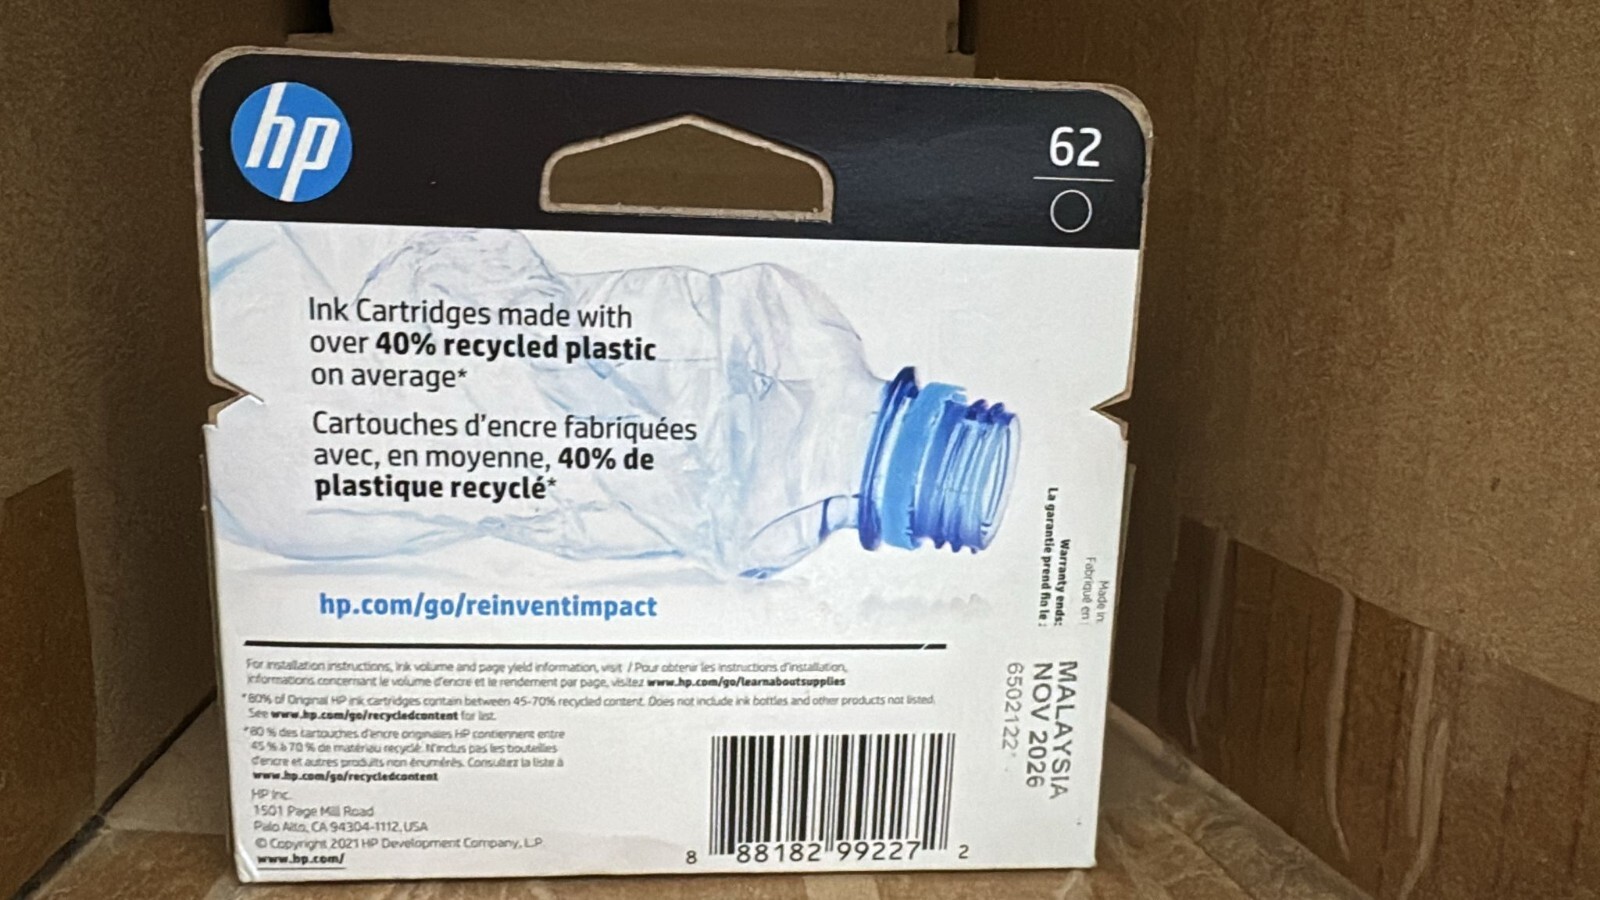 hp
62
Ink Cartridges made with
over 40% recycled plastic
on average*
Cartouches d'encre fabriquées
avec, en moyenne, 40% de
plastique recyclé*
hp.com/go/reinventimpact
For installation instructions, ink volume and page yield information, visit / Pour obtenir les instructions d'installation,
informations concernant le volume d'encre et le rendement par page, visitez www.hp.com/go/learnaboutsupplies
*80% of Original HP ink cartridges contain between 45-70% recycled content. Does not include ink bottles and other products not listed.
See www.hp.com/go/recycledcontent for list.
*80 % des cartouches d'encre originales HP contiennent entre
45 % à 70 % de matériau recyclé. N'inclus pas les bouteilles
d'encre et autres produits non énumérés. Consultez la liste à
www.hp.com/go/recycledcontent
HP Inc.
1501 Page Mill Road
Palo Alto, CA 94304-1112, USA
© Copyright 2021 HP Development Company, L.P.
www.hp.com/
8 88182 99227 2
Made in:
Fabriqué en :
Warranty ends:
La garantie prend fin le :
MALAYSIA
NOV 2026
6502122